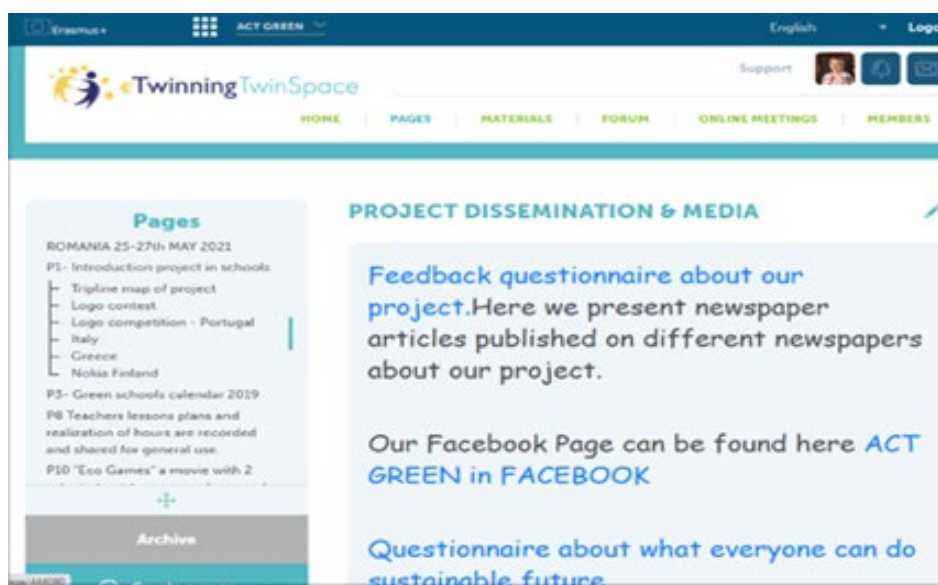 Erasmus+
ACT GREEN
English
Logo
eTwinning TwinSpace
Support
HOME
PAGES
MATERIALS
FORUM
ONLINE MEETINGS
MEMBERS
Pages
ROMANIA 25-27th MAY 2021
P1- Introduction project in schools
Tripline map of project
Logo contest
Logo competition - Portugal
Italy
Greece
Nokia Finland
P3- Green schools calendar 2019
P8 Teachers lessons plans and
realization of hours are recorded
and shared for general use.
P10 "Eco Games" a movie with 2
Archive
PROJECT DISSEMINATION & MEDIA
Feedback questionnaire about our
project.Here we present newspaper
articles published on different newspapers
about our project.
Our Facebook Page can be found here ACT
GREEN in FACEBOOK
Questionnaire about what everyone can do
sustainable future